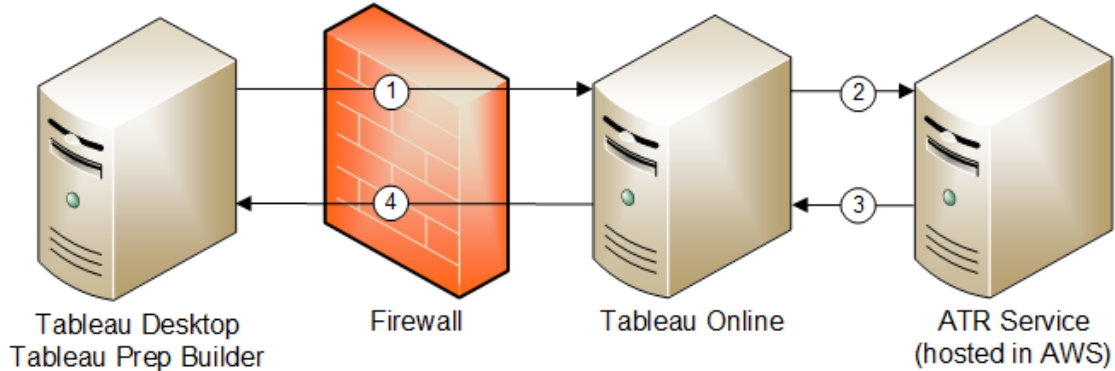 1
2
4
3
Tableau Desktop
Tableau Prep Builder
Firewall
Tableau Online
ATR Service
(hosted in AWS)